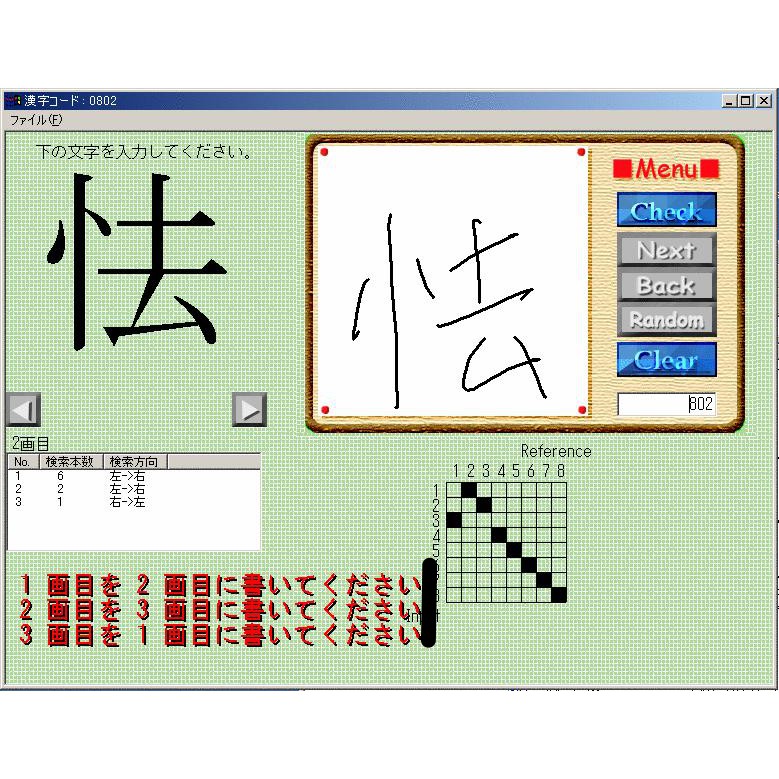 漢字コード：0802
ファイル(F)
下の文字を入力してください。
怯
怯
■Menu■
Check
Next
Back
Random
Clear
802
2画目
No. 検索本数 検索方向
1 6 左->右
2 2 左->右
3 1 右->左
Reference
1 2 3 4 5 6 7 8
1
2
3
4
5
1 画目を 2 画目に書いてください
2 画目を 3 画目に書いてください
3 画目を 1 画目に書いてください